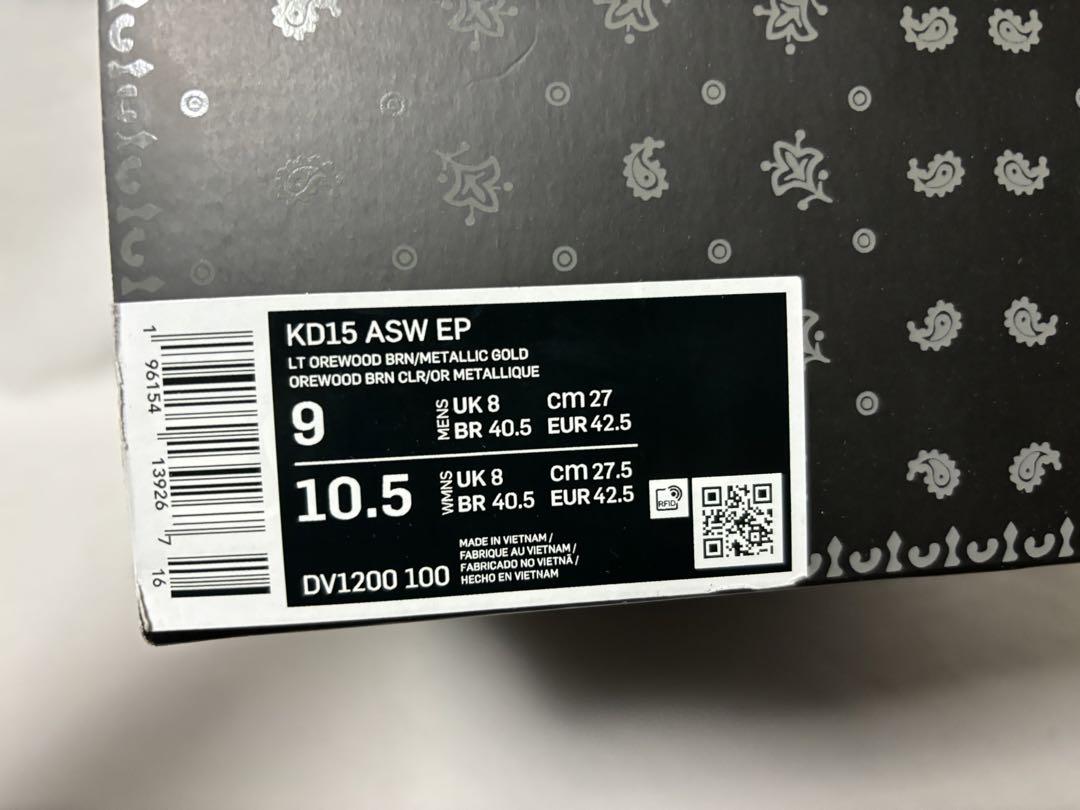 KD15 ASW EP
LT OREWOOD BRN/METALLIC GOLD
OREWOOD BRN CLR/OR METALLIQUE
9 MENS UK 8 cm 27
BR 40.5 EUR 42.5
10.5 WMNS UK 8 cm 27.5
BR 40.5 EUR 42.5
RFID
MADE IN VIETNAM /
FABRIQUE AU VIETNAM /
FABRICADO NO VIETNÃ /
HECHO EN VIETNAM
DV1200 100
1 96154 13926 7 16